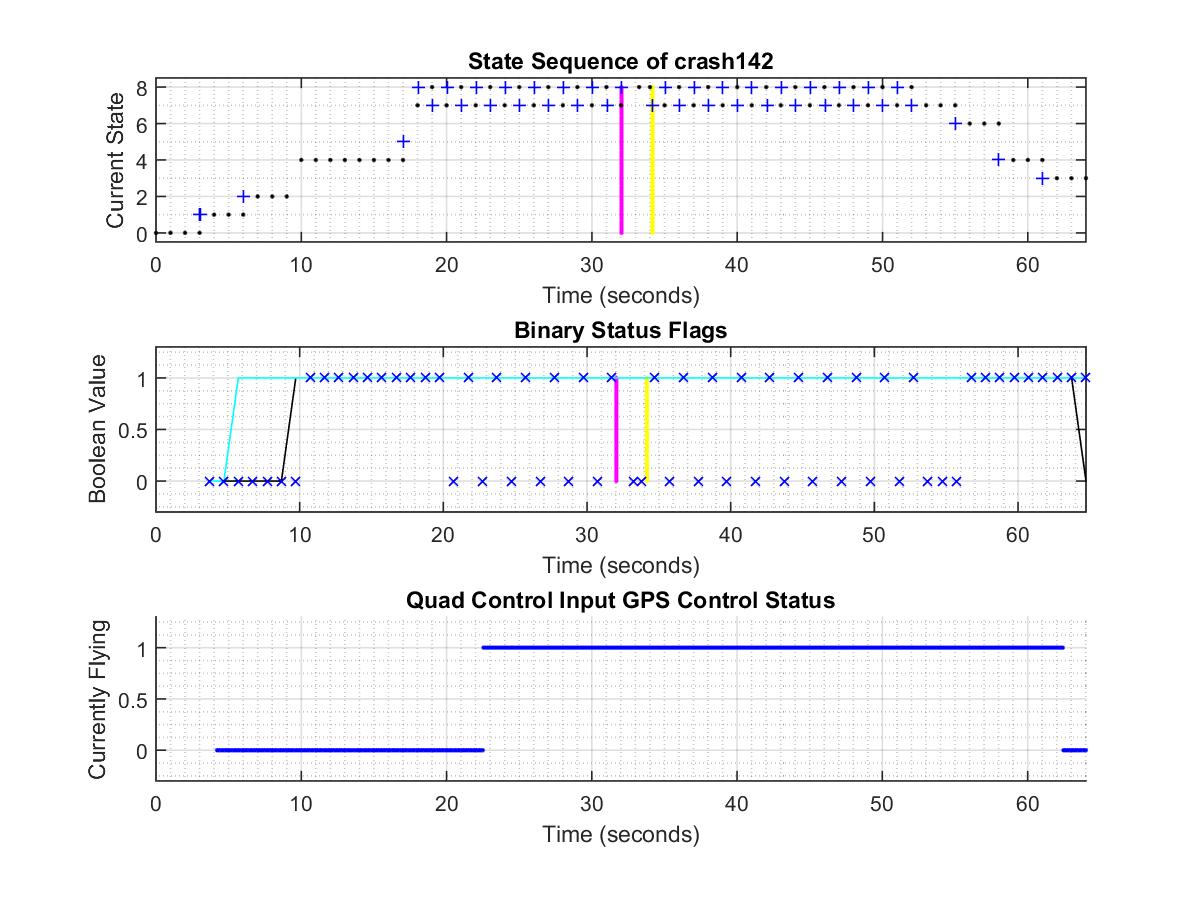 State Sequence of crash142
Current State
8
6
4
2
0
0 10 20 30 40 50 60
Time (seconds)
Binary Status Flags
Boolean Value
1
0.5
0
0 10 20 30 40 50 60
Time (seconds)
Quad Control Input GPS Control Status
Currently Flying
1
0.5
0
0 10 20 30 40 50 60
Time (seconds)